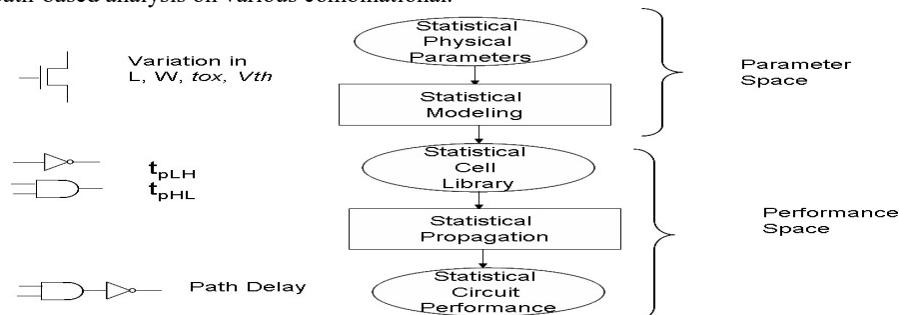 path-based analysis on various combinational.
Statistical
Physical
Parameters
Variation in
L, W, tox, Vth
Parameter
Space
Statistical
Modeling
Statistical
Cell
Library
tpLH
tpHL
Statistical
Propagation
Performance
Space
Statistical
Circuit
Performance
Path Delay